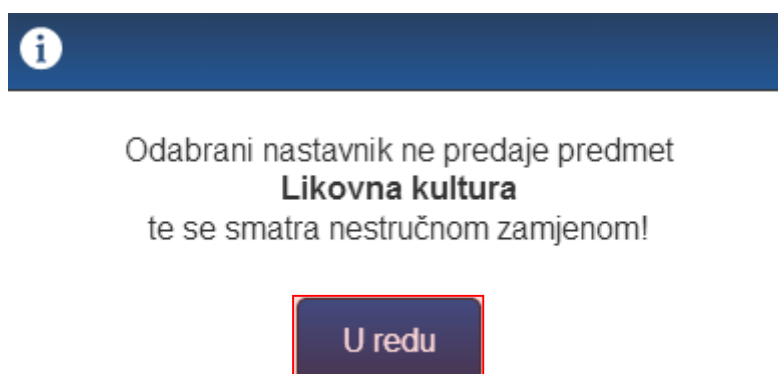 Odabrani nastavnik ne predaje predmet
Likovna kultura
te se smatra nestručnom zamjenom!
U redu